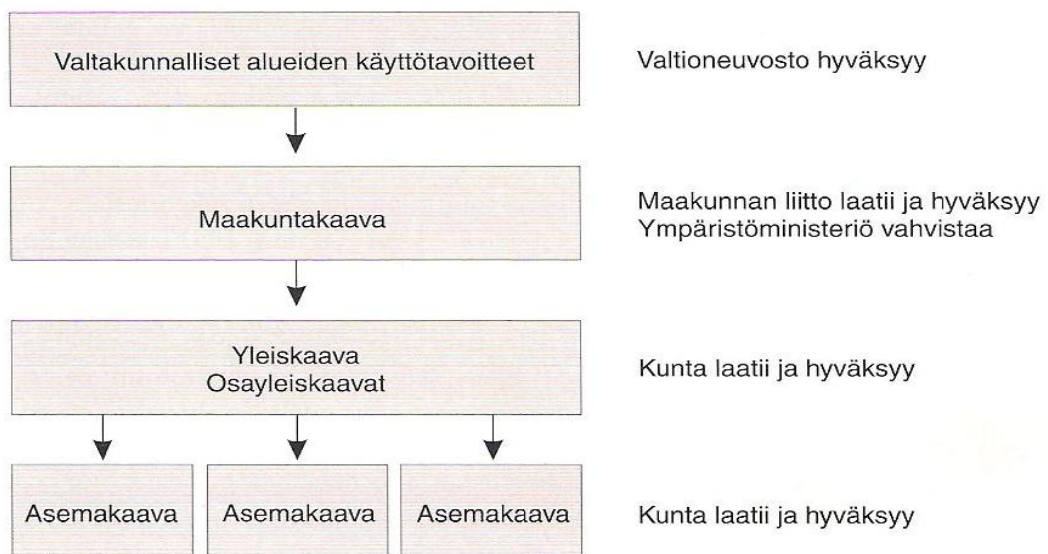 Valtakunnalliset alueiden käyttötavoitteet
Valtioneuvosto hyväksyy
Maakuntakaava
Maakunnan liitto laatii ja hyväksyy
Ympäristöministeriö vahvistaa
Yleiskaava
Osayleiskaavat
Kunta laatii ja hyväksyy
Asemakaava
Asemakaava
Asemakaava
Kunta laatii ja hyväksyy